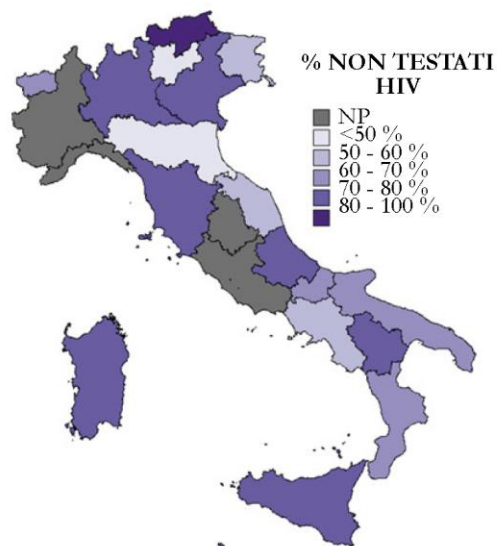 % NON TESTATI
HIV
NP
<50 %
50 - 60 %
60 - 70 %
70 - 80 %
80 - 100 %